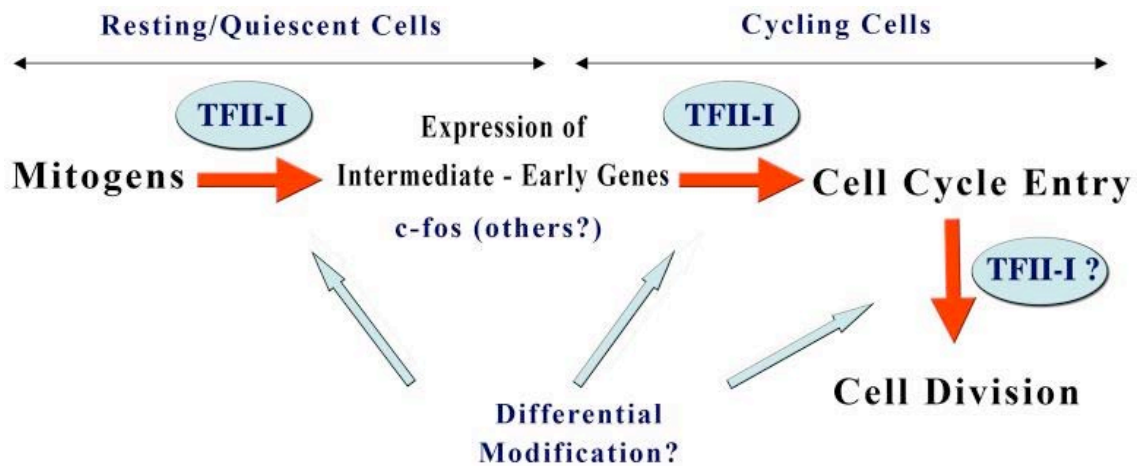 Resting/Quiescent Cells
Cycling Cells
TFII-I
TFII-I
Mitogens
Expression of
Intermediate - Early Genes
c-fos (others?)
Cell Cycle Entry
TFII-I ?
Cell Division
Differential
Modification?